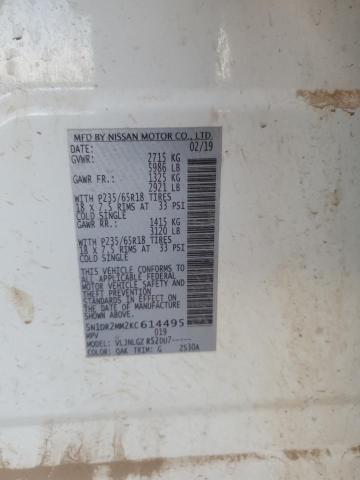 MFD BY NISSAN MOTOR CO., LTD
DATE: 02/19
GVWR: 2715 KG
5986 LB
GAWR FR.: 1325 KG
2921 LB
WITH P235/65R18 TIRES
18 X 7.5 RIMS AT 33 PSI
COLD SINGLE
GAWR RR.: 1415 KG
3120 LB
WITH P235/65R18 TIRES
18 X 7.5 RIMS AT 33 PSI
COLD SINGLE
THIS VEHICLE CONFORMS TO
ALL APPLICABLE FEDERAL
MOTOR VEHICLE SAFETY
STANDARDS IN EFFECT ON
THE DATE OF MANUFACTURE
SHOWN ABOVE.
5N1DR2MM2KC614495
MPV 019
MODEL: VLJNLGZ R52DU7-----
COLOR: QAK TRIM: G 2530A